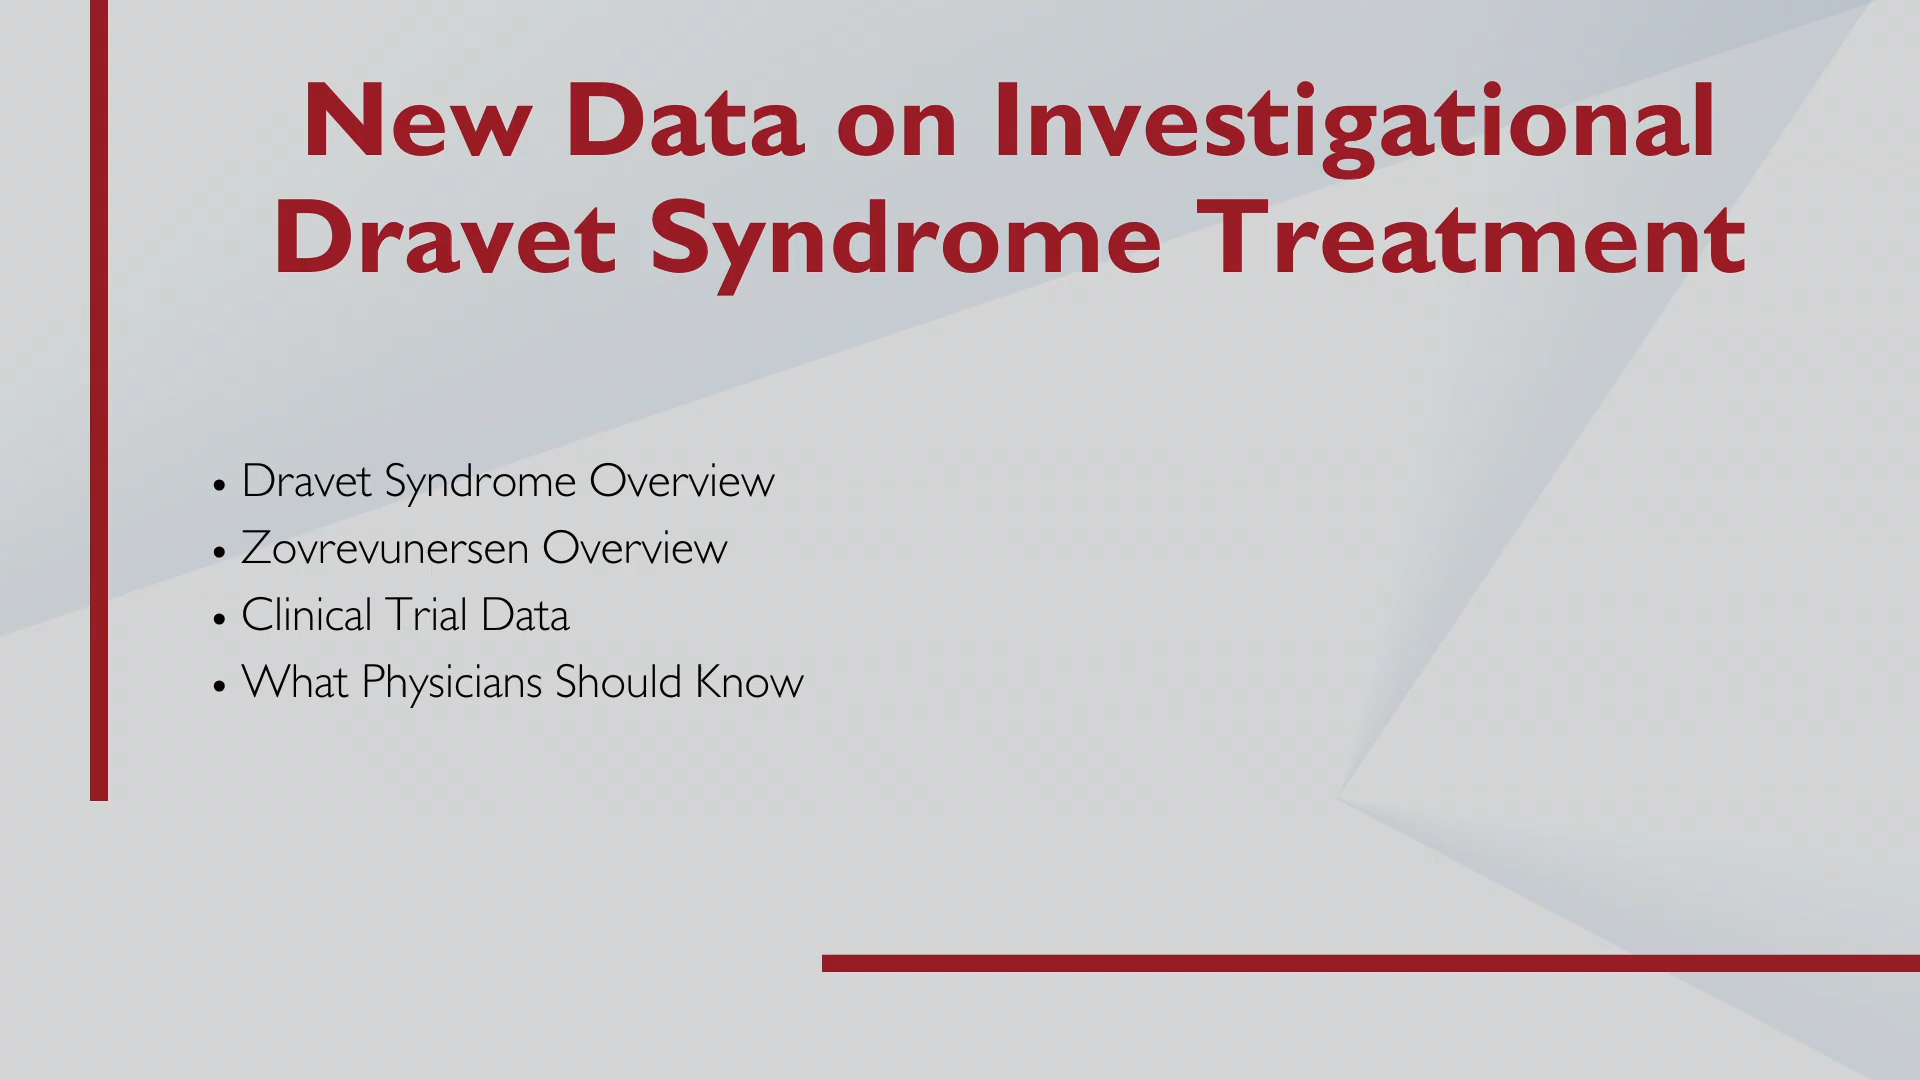 New Data on Investigational
Dravet Syndrome Treatment
• Dravet Syndrome Overview
• Zovrevunersen Overview
• Clinical Trial Data
• What Physicians Should Know